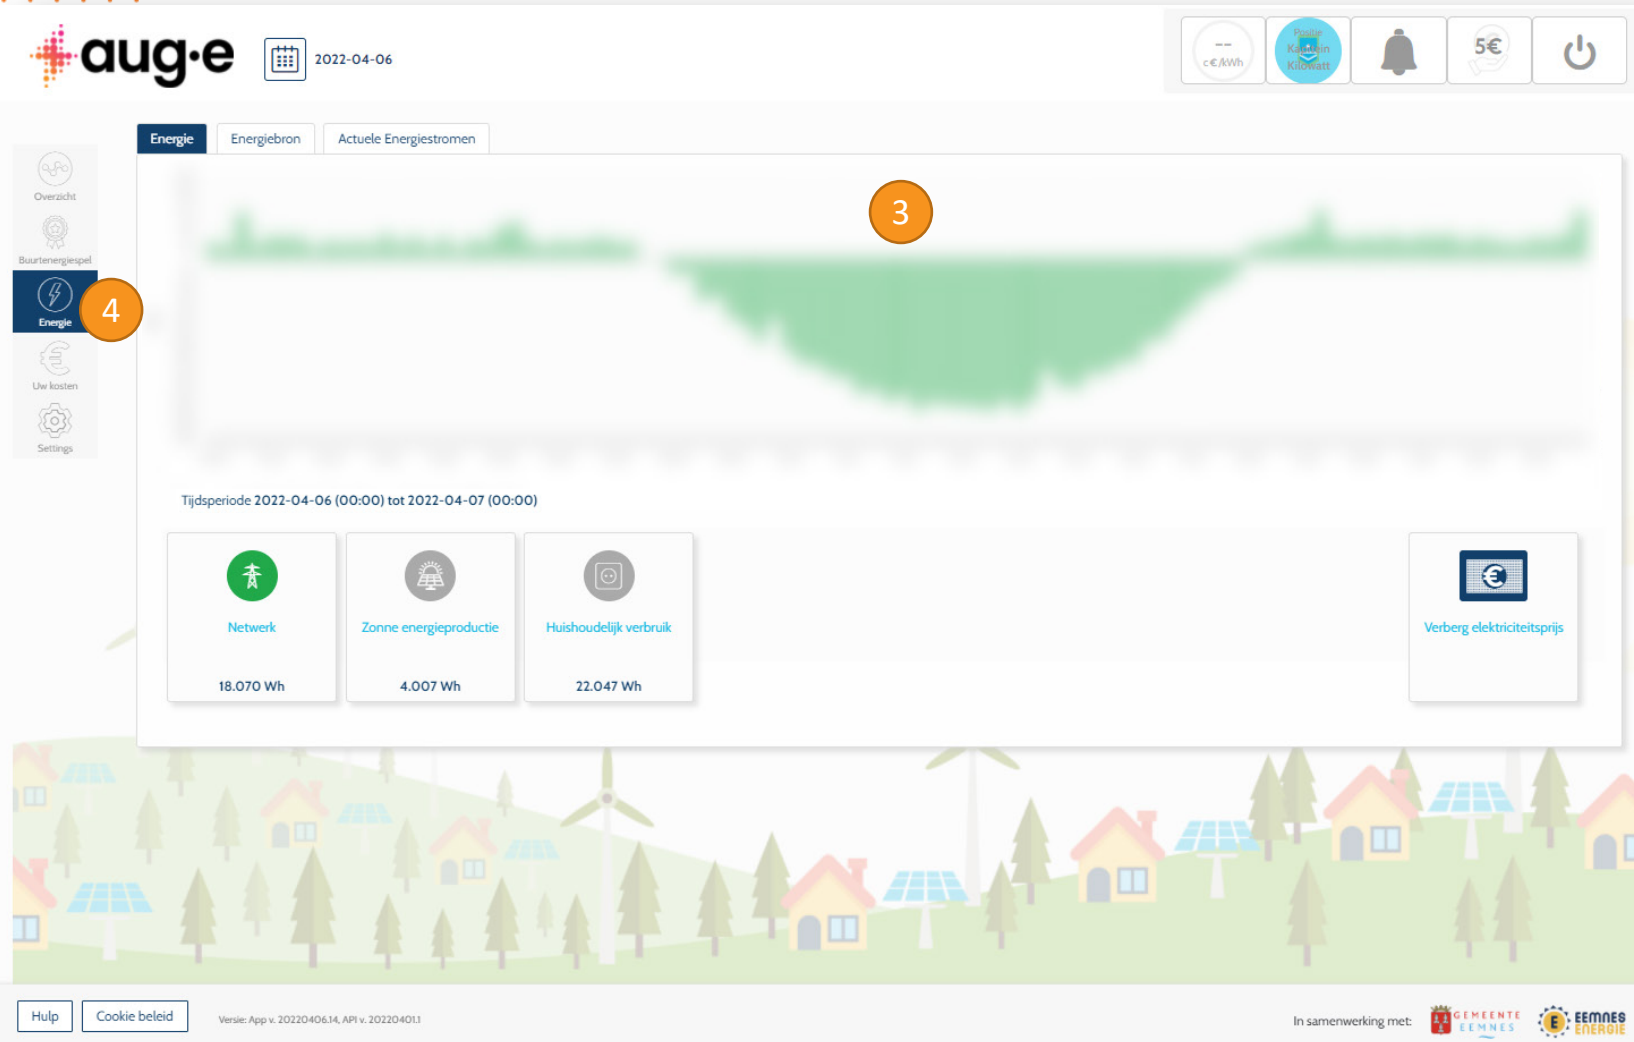 aug·e
2022-04-06
--
c€/kWh
Poule
Kapitein
Kilowatt
5€
Energie
Energiebron
Actuele Energiestromen
Overzicht
Buurtenergiespel
Energie
Uw kosten
Settings
3
4
Tijdsperiode 2022-04-06 (00:00) tot 2022-04-07 (00:00)
Netwerk
18.070 Wh
Zonne energieproductie
4.007 Wh
Huishoudelijk verbruik
22.047 Wh
€
Verberg elektriciteitsprijs
Hulp
Cookie beleid
Versie: App v. 20220406.14, API v. 20220401.1
In samenwerking met:
GEMEENTE
EEMNES
E
EEMNES
ENERGIE